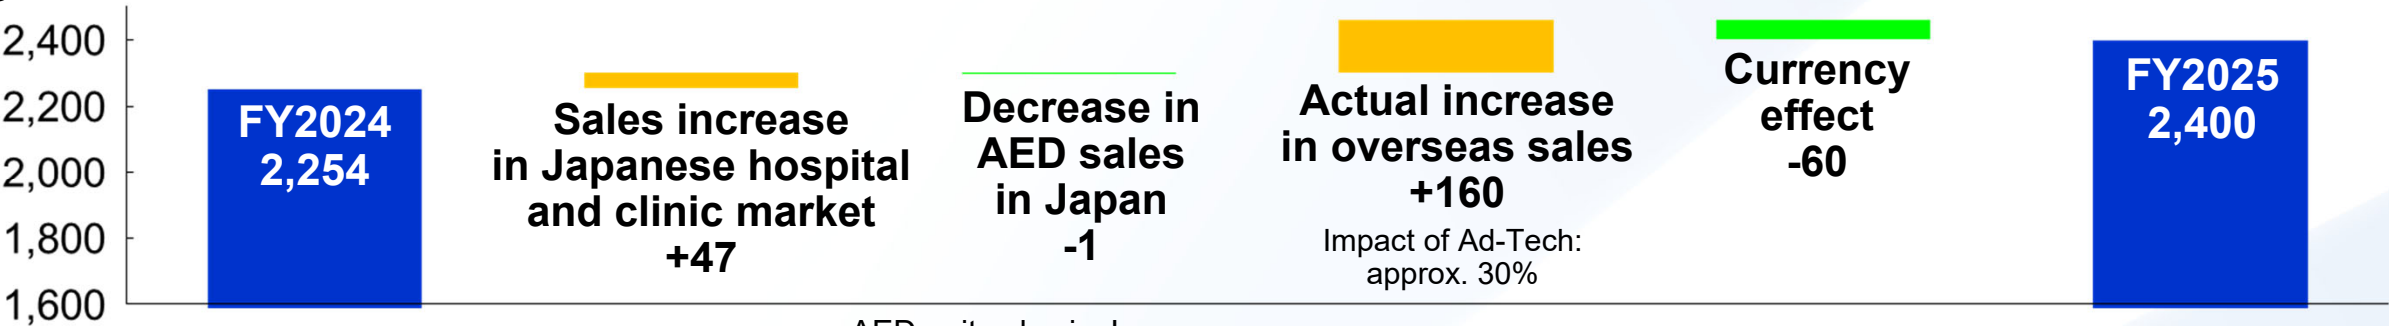 2,400
2,200
2,000
1,800
1,600
FY2024
2,254
Sales increase
in Japanese hospital
and clinic market
+47
Decrease in
AED sales
in Japan
-1
Actual increase
in overseas sales
+160
Impact of Ad-Tech:
approx. 30%
Currency
effect
-60
FY2025
2,400